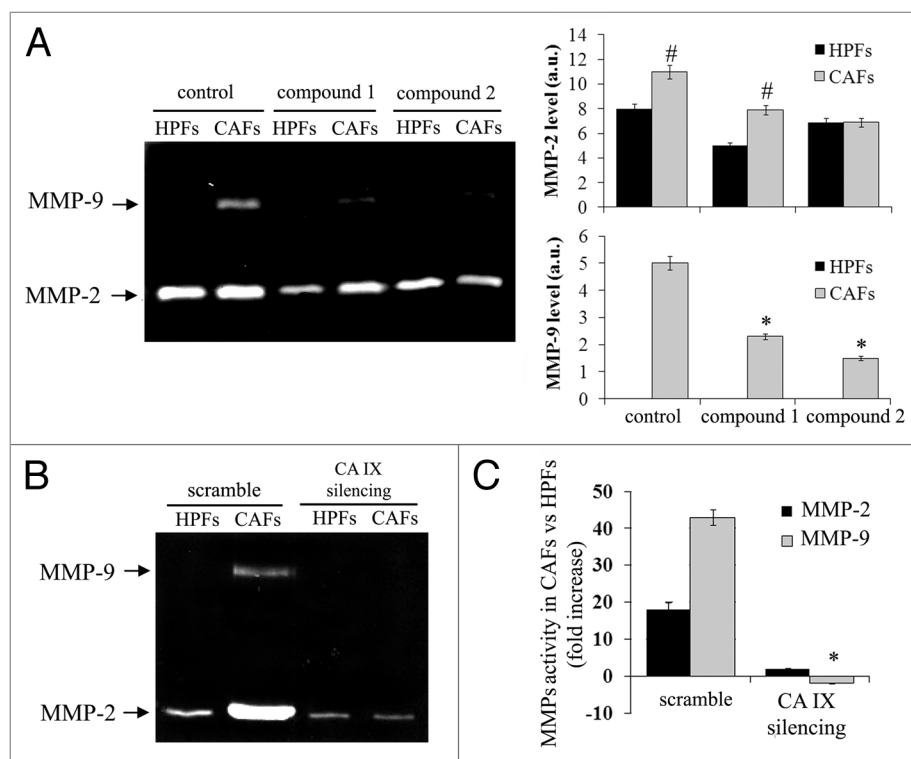 A
control compound 1 compound 2
HPFs CAFs HPFs CAFs HPFs CAFs
MMP-9
MMP-2
MMP-2 level (a.u.)
14
12
10
8
6
4
2
0
# #
HPFs
CAFs
MMP-9 level (a.u.)
6
5
4
3
2
1
0
* *
HPFs
CAFs
control compound 1 compound 2
B
scramble CA IX silencing
HPFs CAFs HPFs CAFs
MMP-9
MMP-2
C
MMPs activity in CAFs vs HPFs
(fold increase)
50
40
30
20
10
0
-10
MMP-2
MMP-9
*
scramble CA IX
silencing